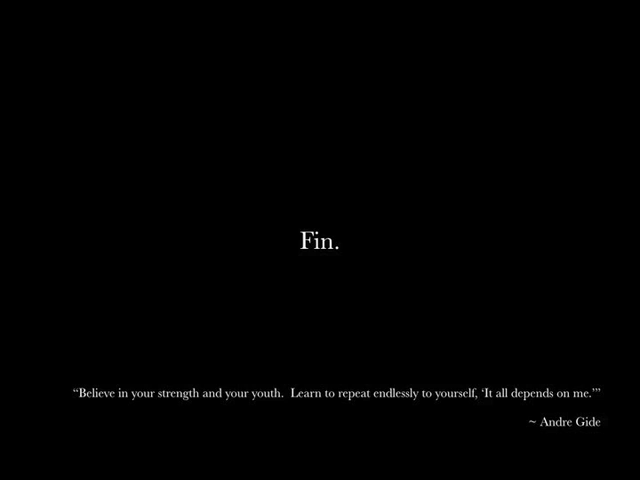 Fin.
“Believe in your strength and your youth.  Learn to repeat endlessly to yourself, ‘It all depends on me.’”
~ Andre Gide